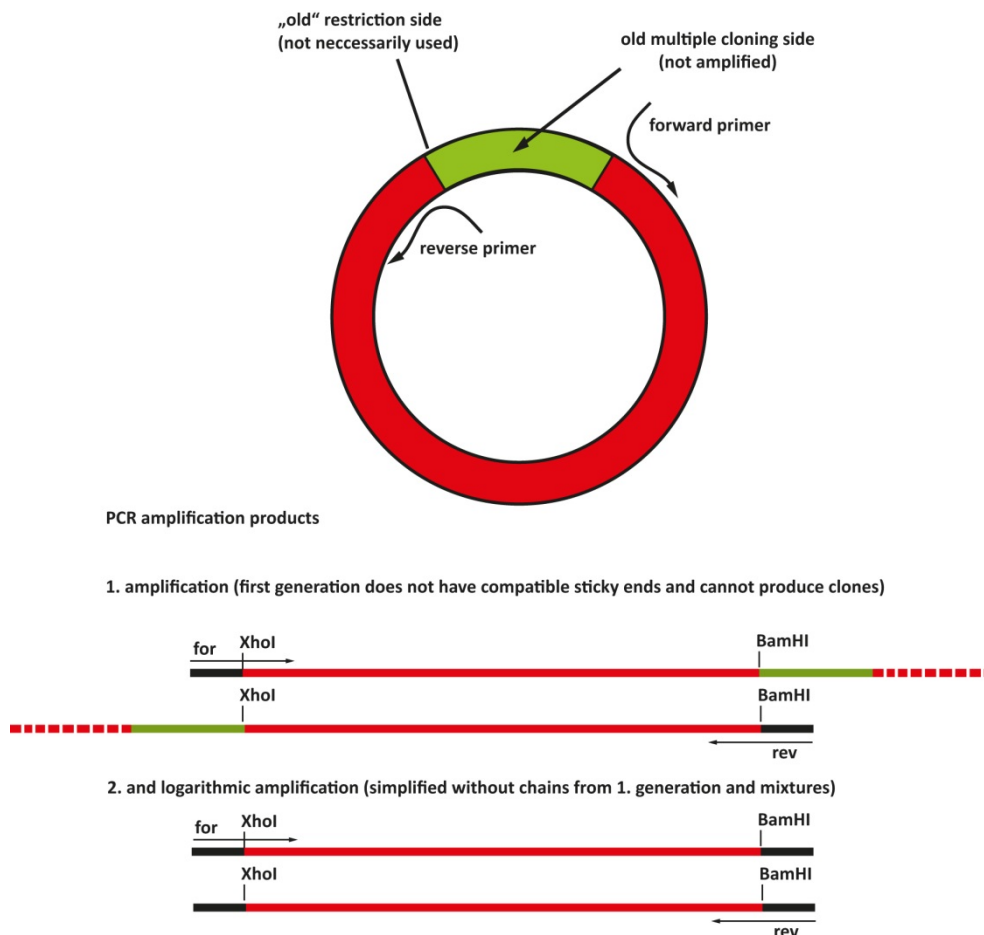 „old“ restriction side
(not neccessarily used)
old multiple cloning side
(not amplified)
forward primer
reverse primer
PCR amplification products
1. amplification (first generation does not have compatible sticky ends and cannot produce clones)
for
XhoI
BamHI
XhoI
BamHI
rev
2. and logarithmic amplification (simplified without chains from 1. generation and mixtures)
for
XhoI
BamHI
XhoI
BamHI
rev